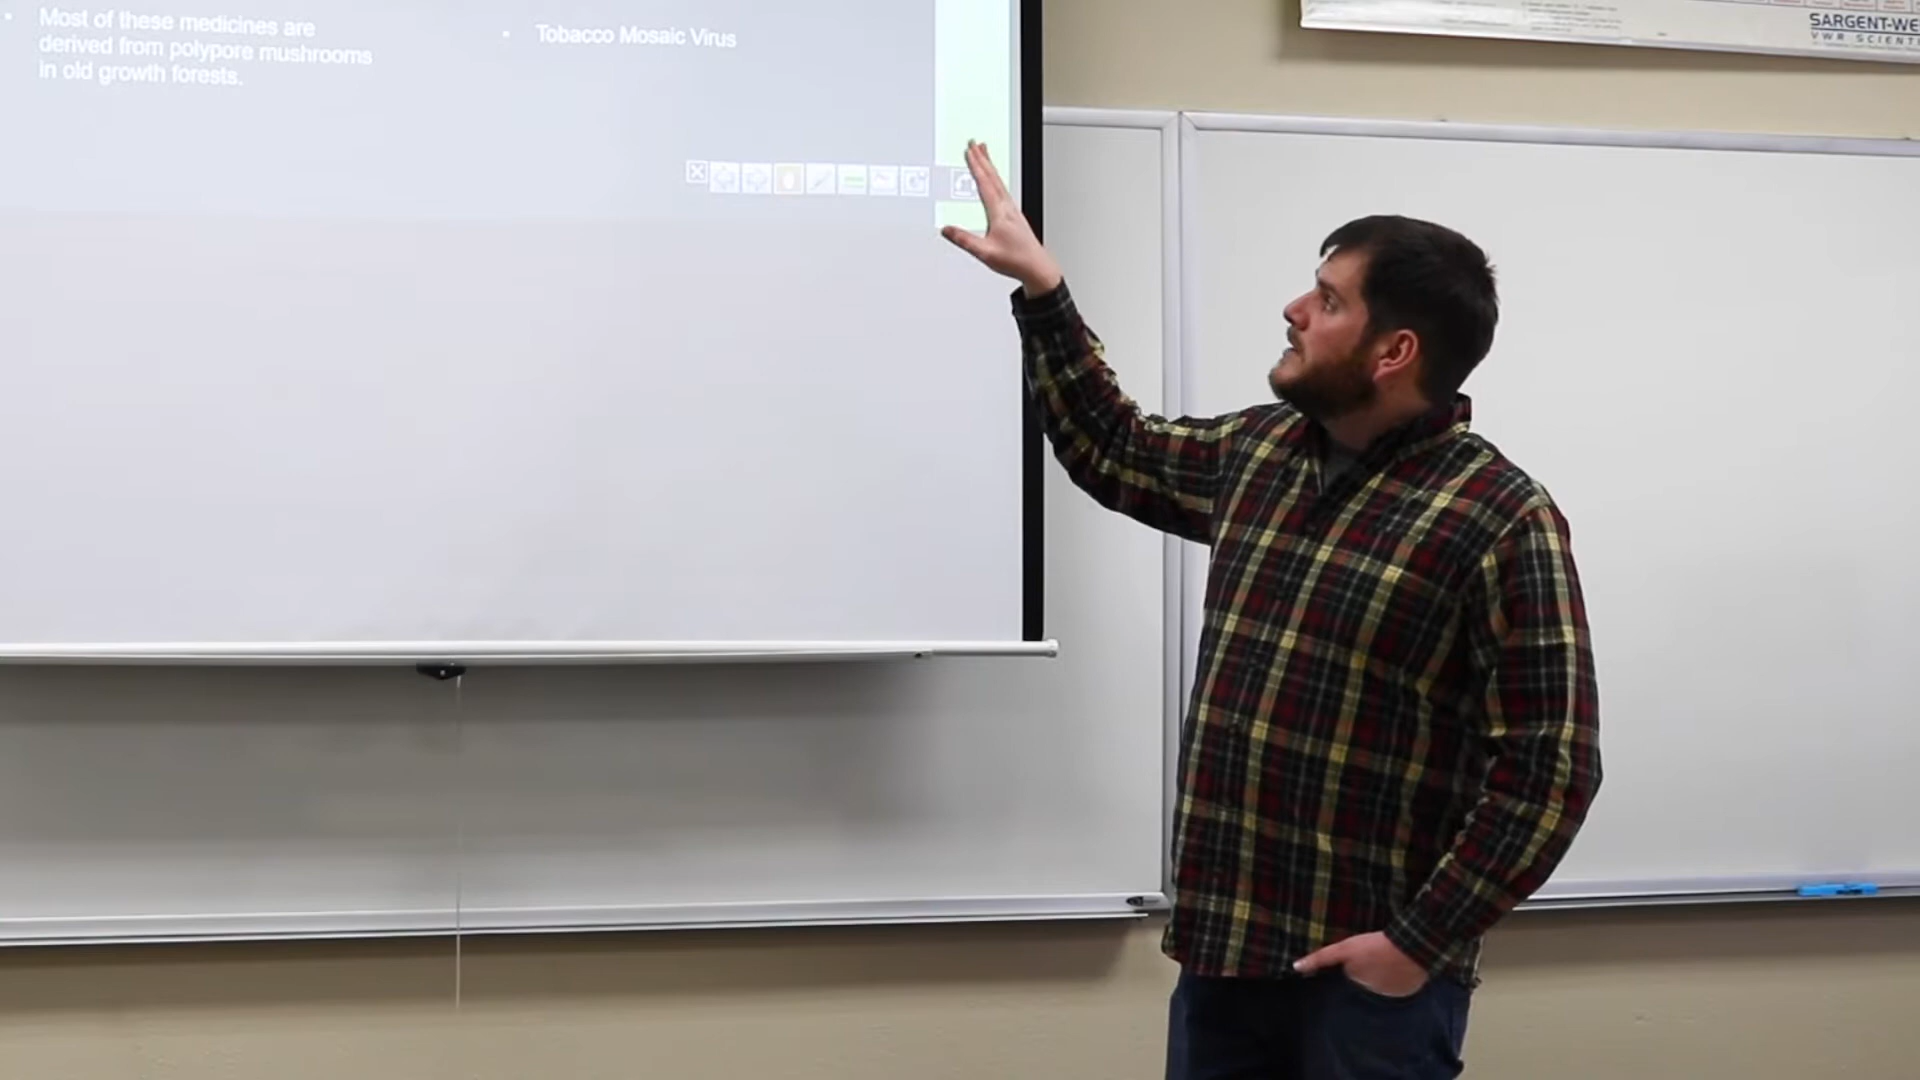 Most of these medicines are
derived from polypore mushrooms
in old growth forests.
Tobacco Mosaic Virus
SARGENT-WE
VWR SCIENTI